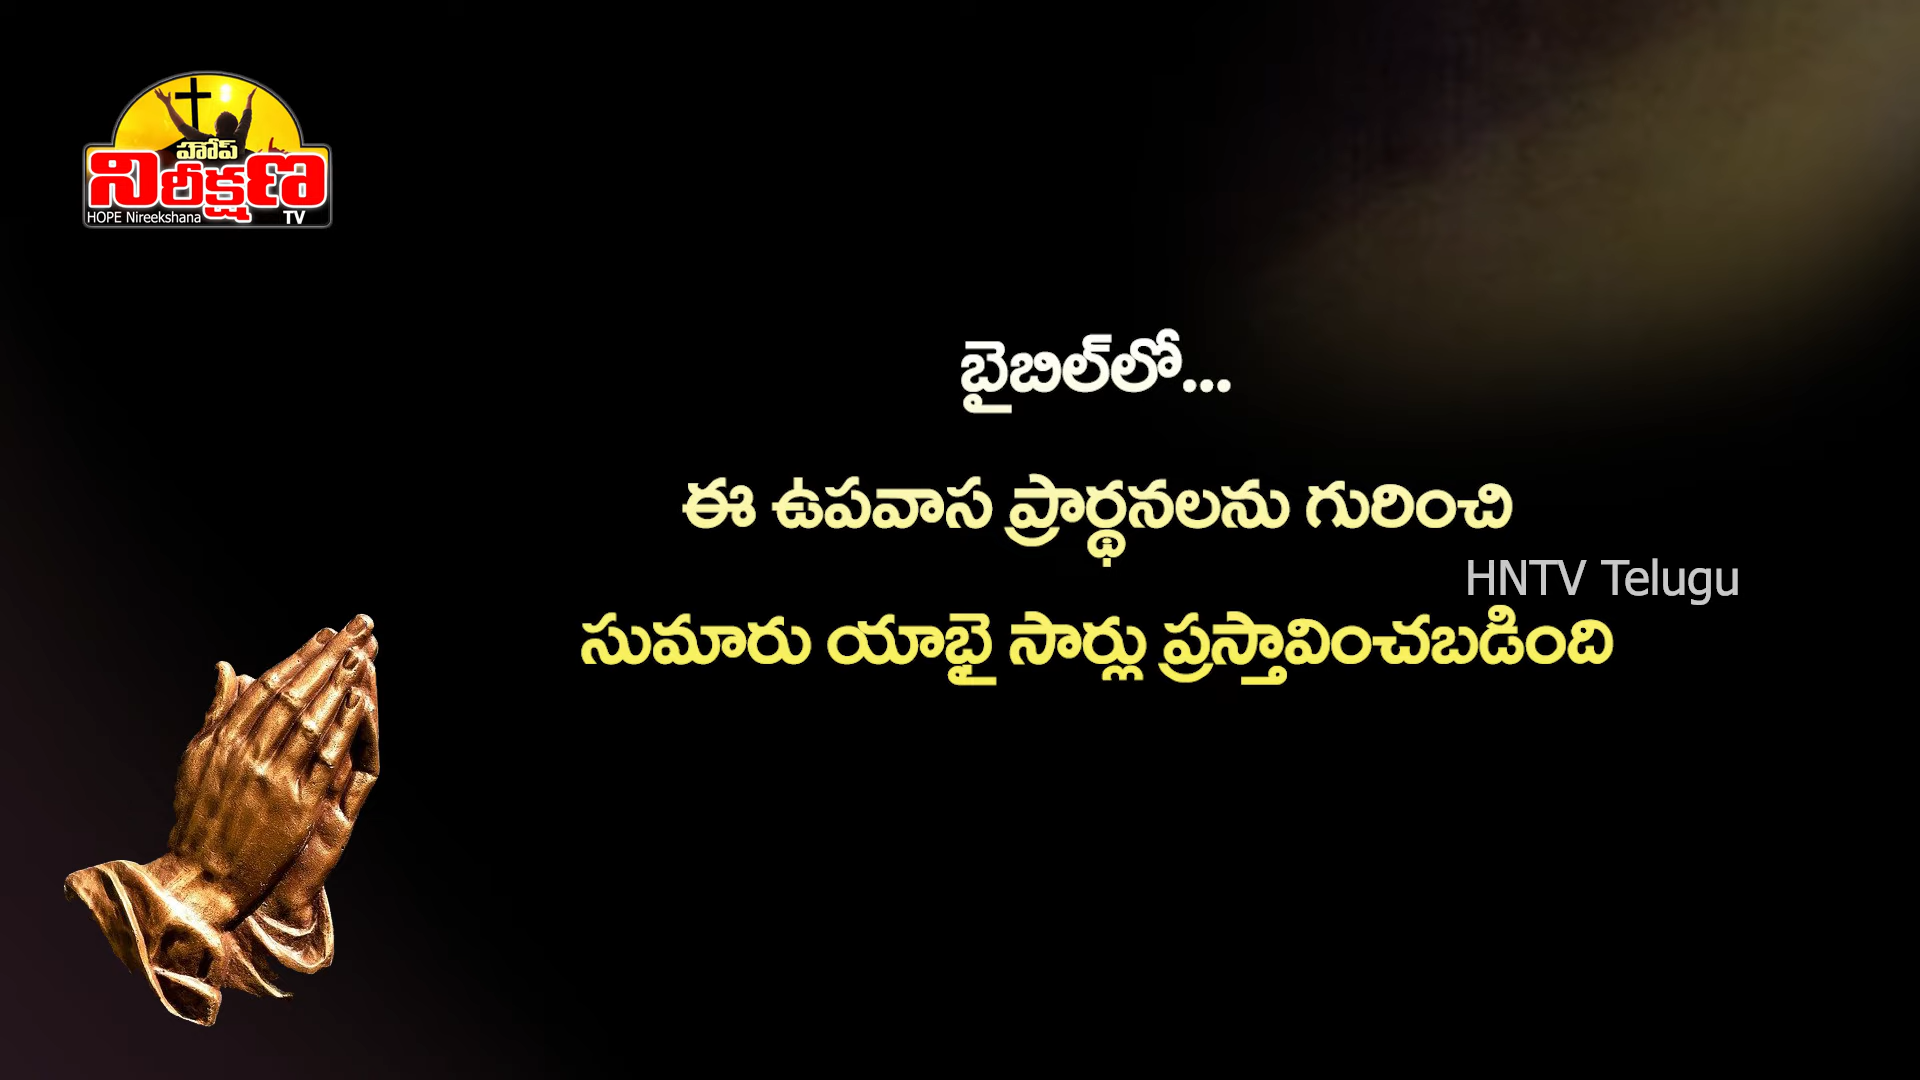 హోప్
నిరీక్షణ
HOPE Nireekshana TV
బైబిల్‌లో...
ఈ ఉపవాస ప్రార్థనలను గురించి
HNTV Telugu
సుమారు యాభై సార్లు ప్రస్తావించబడింది